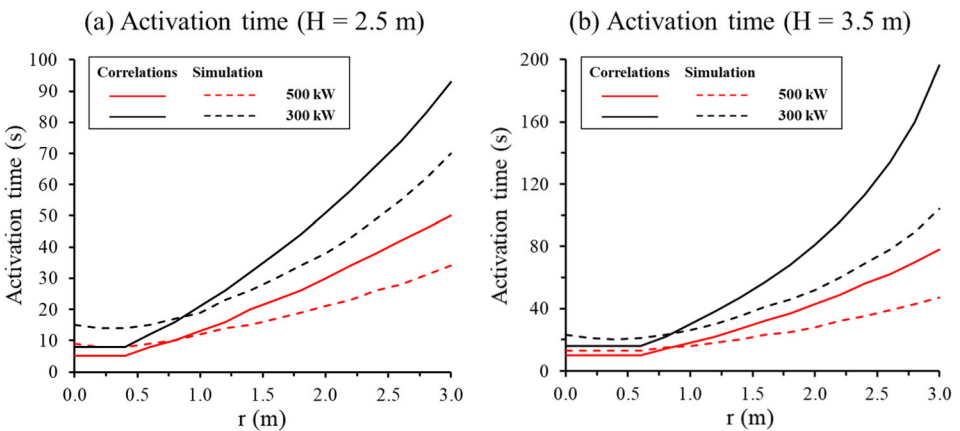 (a) Activation time (H = 2.5 m)
Activation time (s)
100
90
80
70
60
50
40
30
20
10
0
Correlations Simulation
500 kW
300 kW
0.0 0.5 1.0 1.5 2.0 2.5 3.0
r (m)
(b) Activation time (H = 3.5 m)
Activation time (s)
200
160
120
80
40
0
Correlations Simulation
500 kW
300 kW
0.0 0.5 1.0 1.5 2.0 2.5 3.0
r (m)